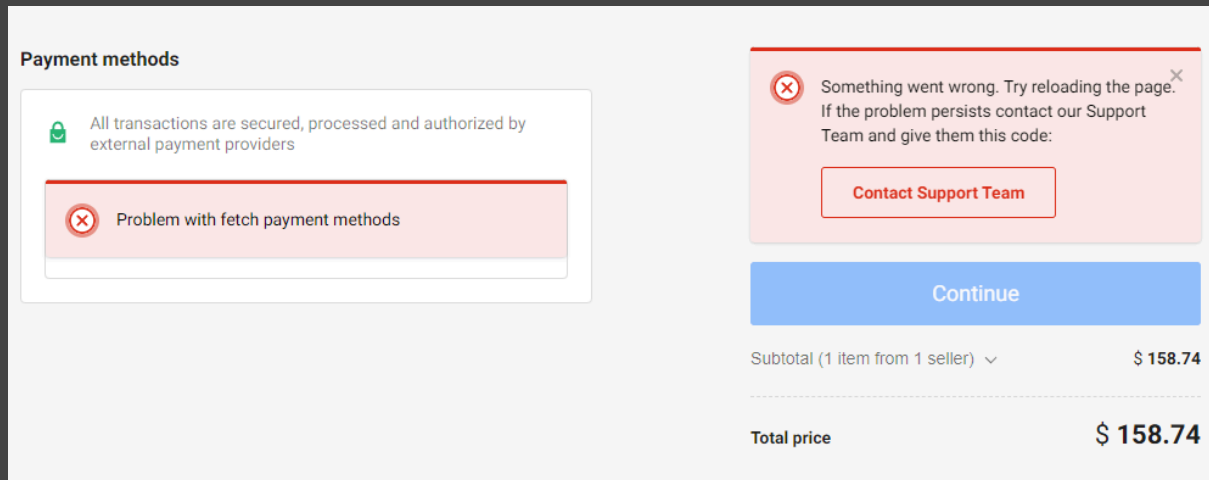 Payment methods
All transactions are secured, processed and authorized by
external payment providers
Problem with fetch payment methods
Something went wrong. Try reloading the page.
If the problem persists contact our Support
Team and give them this code:
Contact Support Team
Continue
Subtotal (1 item from 1 seller)
$ 158.74
Total price
$ 158.74